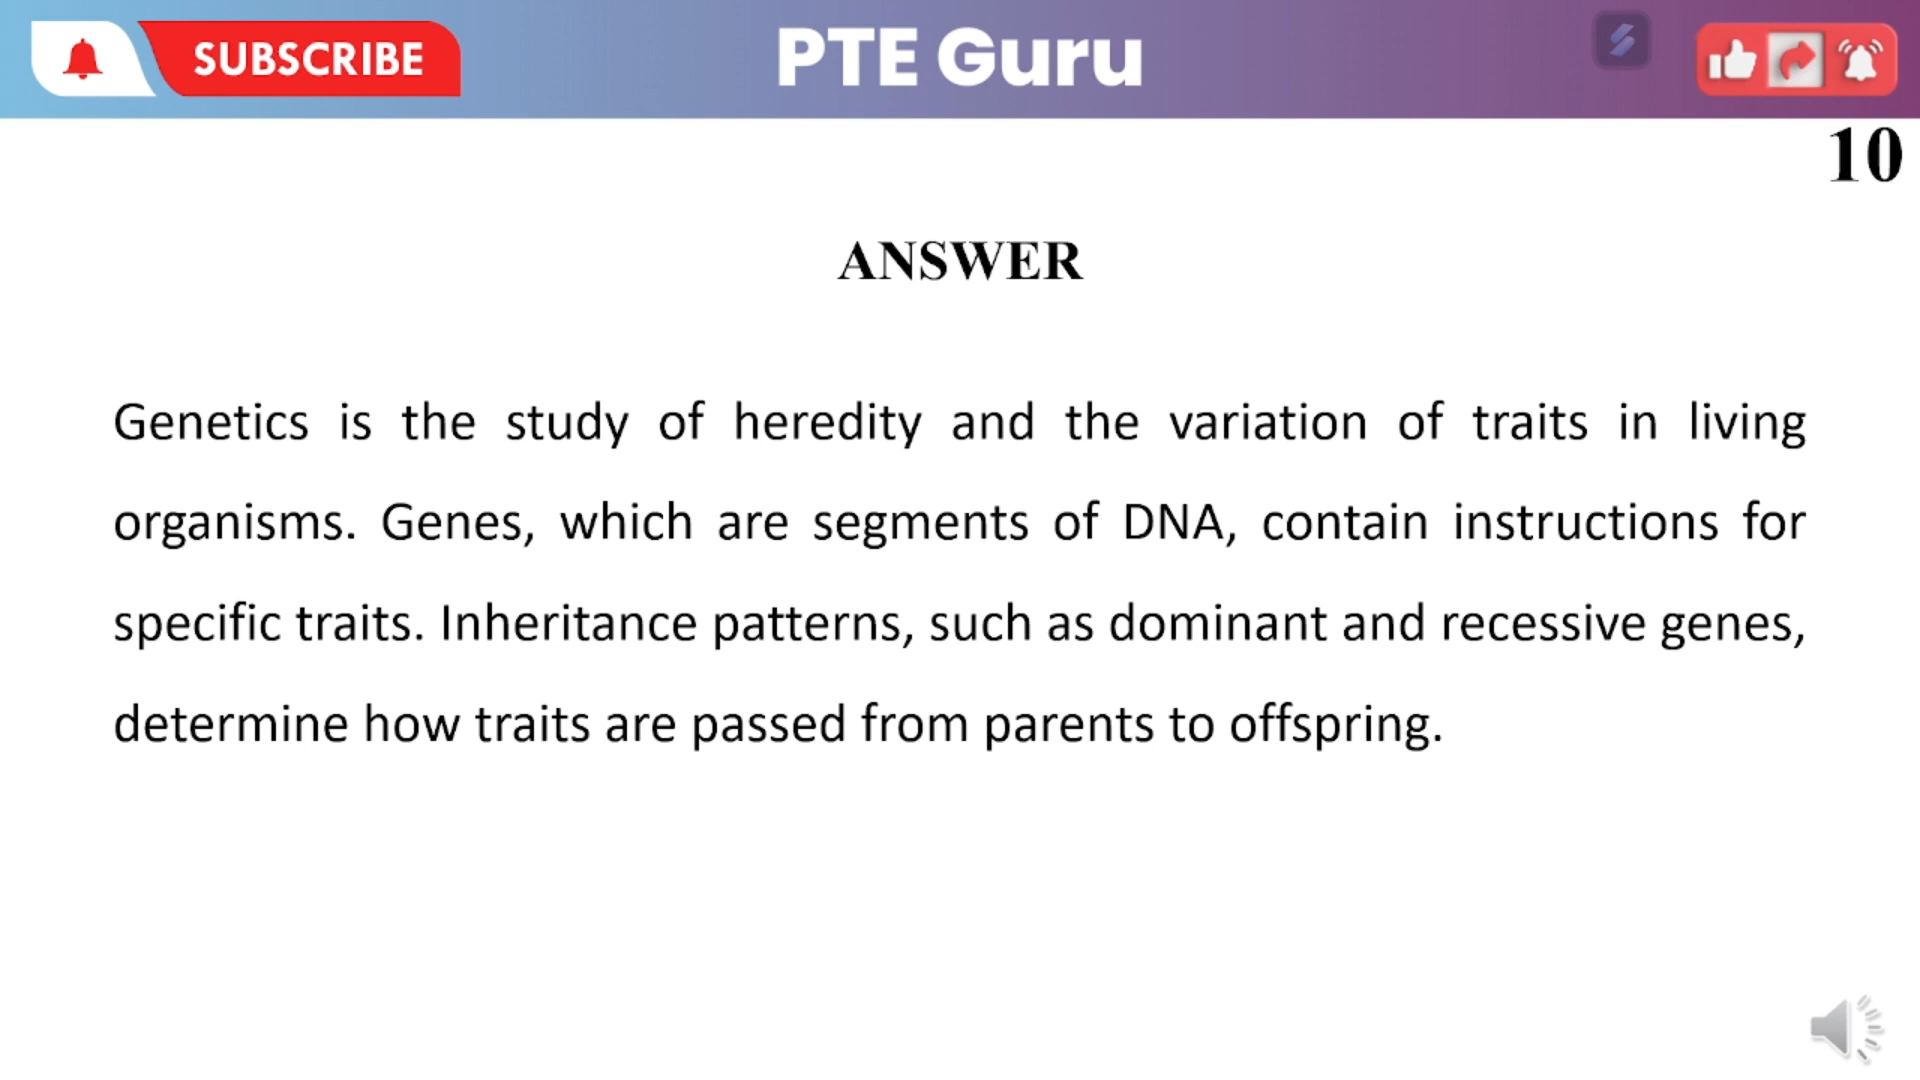 SUBSCRIBE
PTE Guru
10
ANSWER
Genetics is the study of heredity and the variation of traits in living
organisms. Genes, which are segments of DNA, contain instructions for
specific traits. Inheritance patterns, such as dominant and recessive genes,
determine how traits are passed from parents to offspring.